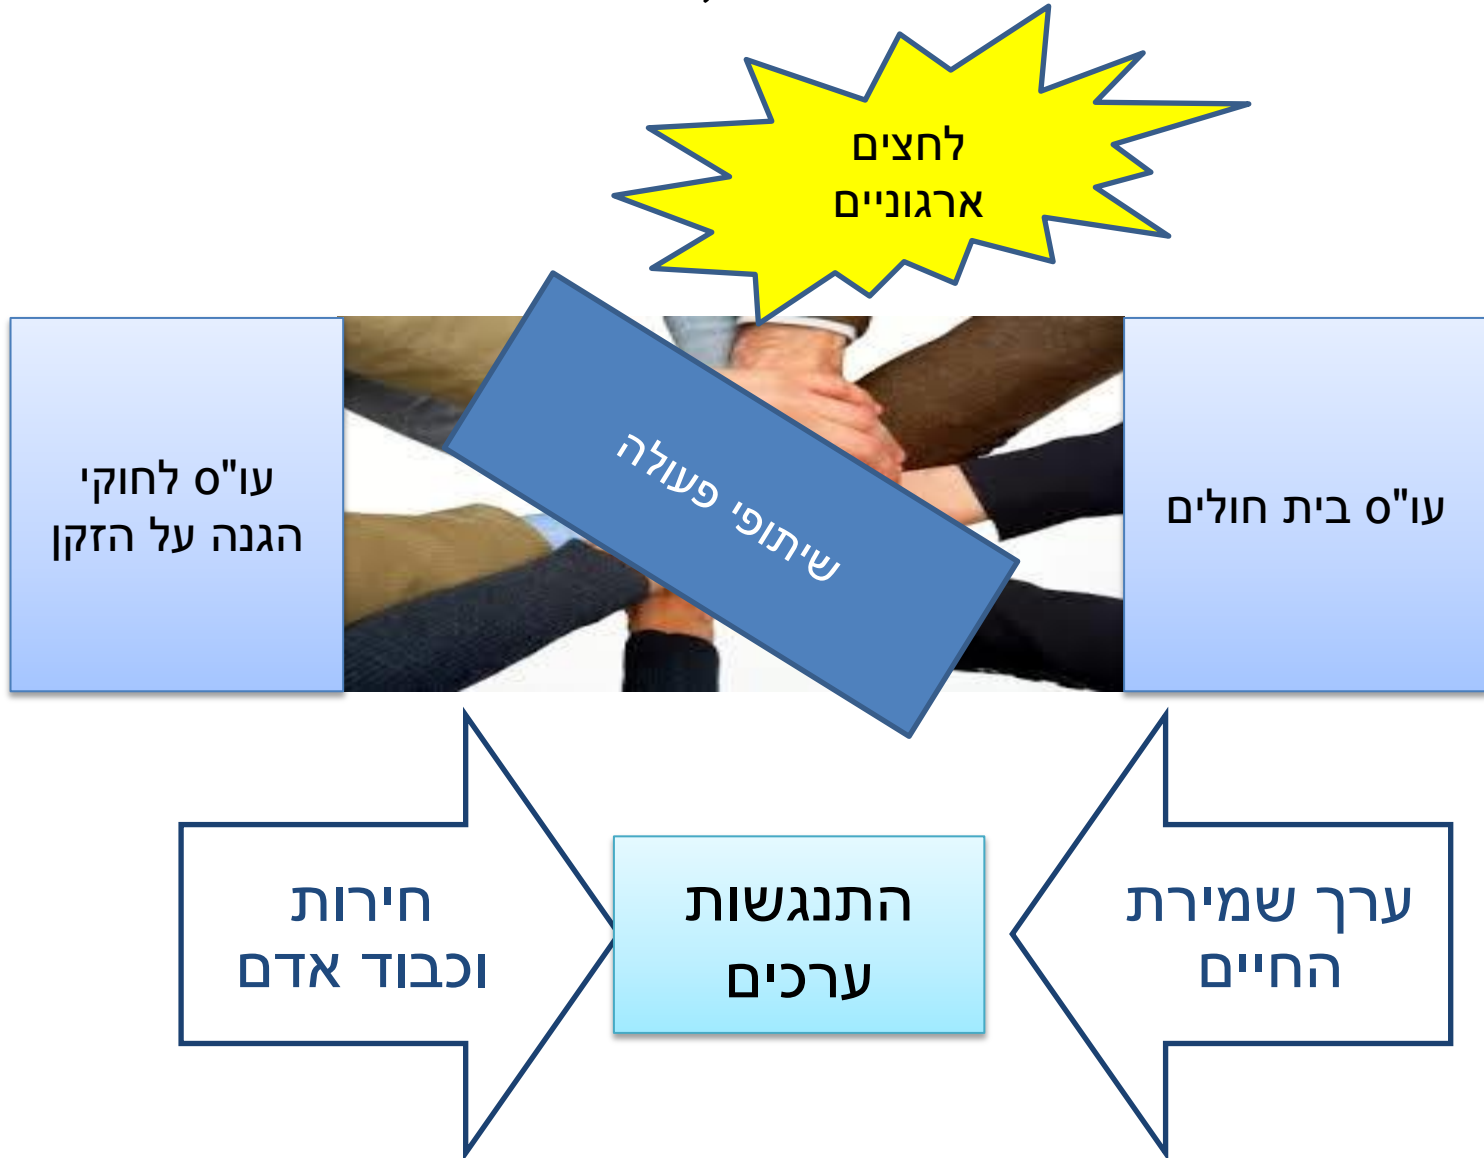 לחצים
ארגוניים
עו"ס בית חולים
שיתופי פעולה
עו"ס לחוקי
הגנה על הזקן
ערך שמירת
החיים
התנגשות
ערכים
חירות
וכבוד אדם